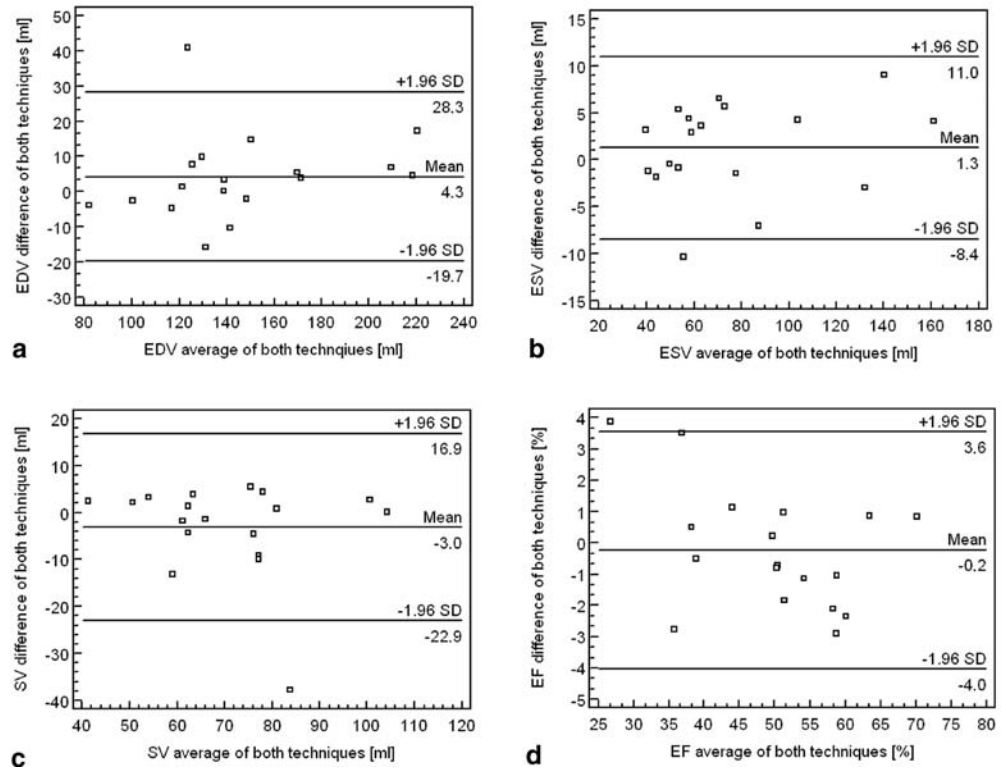 50
40
30
20
10
0
-10
-20
-30
EDV difference of both techniques [ml]
+1.96 SD
28.3
Mean
4.3
-1.96 SD
-19.7
80 100 120 140 160 180 200 220 240
EDV average of both technqiues [ml]
a
15
10
5
0
-5
-10
-15
ESV difference of both techniques [ml]
+1.96 SD
11.0
Mean
1.3
-1.96 SD
-8.4
20 40 60 80 100 120 140 160 180
ESV average of both techniques [ml]
b
20
10
0
-10
-20
-30
-40
SV difference of both techniques [ml]
+1.96 SD
16.9
Mean
-3.0
-1.96 SD
-22.9
40 50 60 70 80 90 100 110 120
SV average of both techniques [ml]
c
4
3
2
1
0
-1
-2
-3
-4
-5
EF difference of both techniques [%]
+1.96 SD
3.6
Mean
-0.2
-1.96 SD
-4.0
25 30 35 40 45 50 55 60 65 70 75 80
EF average of both techniques [%]
d